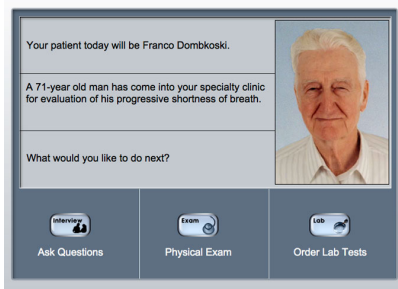 Your patient today will be Franco Dombkoski.
A 71-year old man has come into your specialty clinic
for evaluation of his progressive shortness of breath.
What would you like to do next?
Interview
Exam
Lab
Ask Questions
Physical Exam
Order Lab Tests